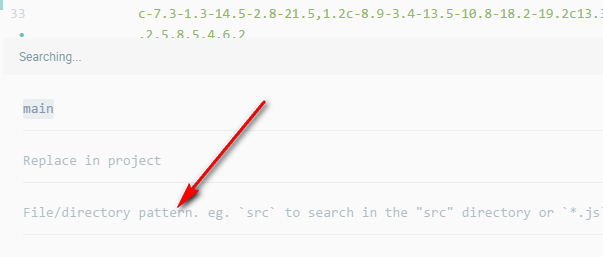 33 c-7.3-1.3-14.5-2.8-21.5,1.2c-8.9-3.4-13.5-10.8-18.2-19.2c13.3
.2,5.8,5.4,6.2
Searching...
main
Replace in project
File/directory pattern. eg. `src` to search in the "src" directory or `*.js`